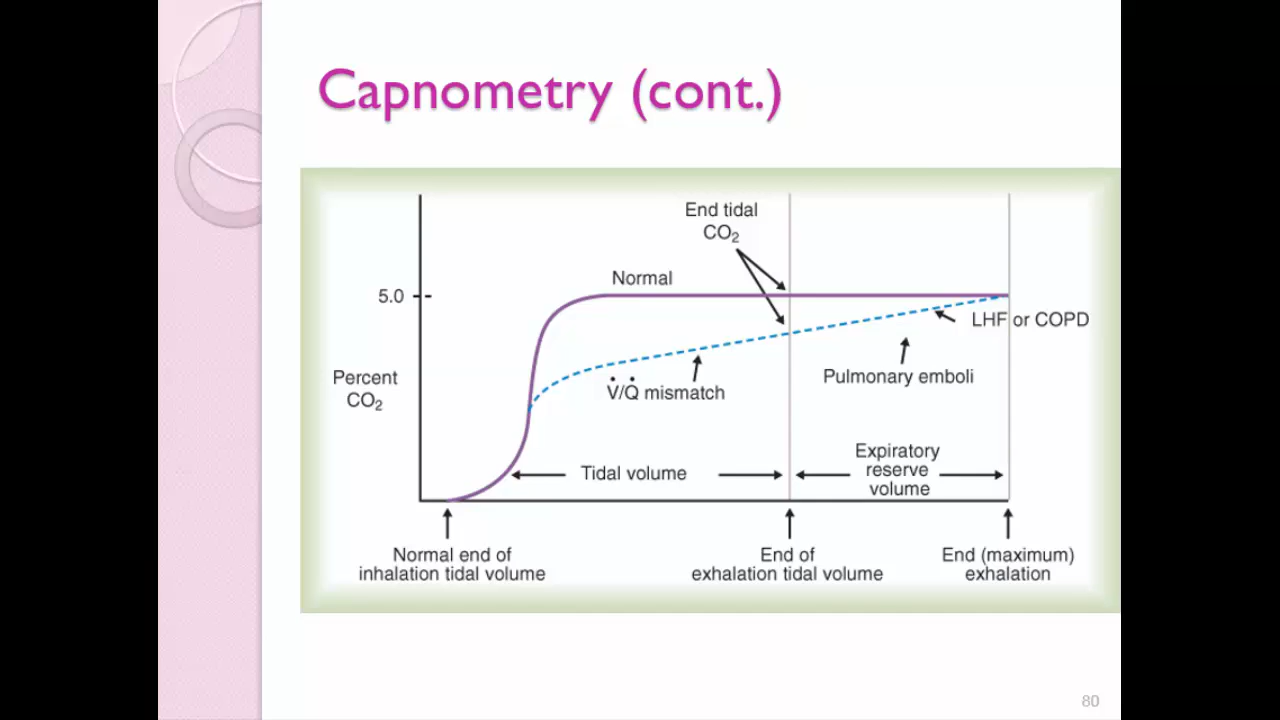 Capnometry (cont.)
End tidal
CO₂
Normal
5.0
LHF or COPD
Percent
CO₂
V̇/Q̇ mismatch
Pulmonary emboli
Tidal volume
Expiratory
reserve
volume
Normal end of
inhalation tidal volume
End of
exhalation tidal volume
End (maximum)
exhalation
80